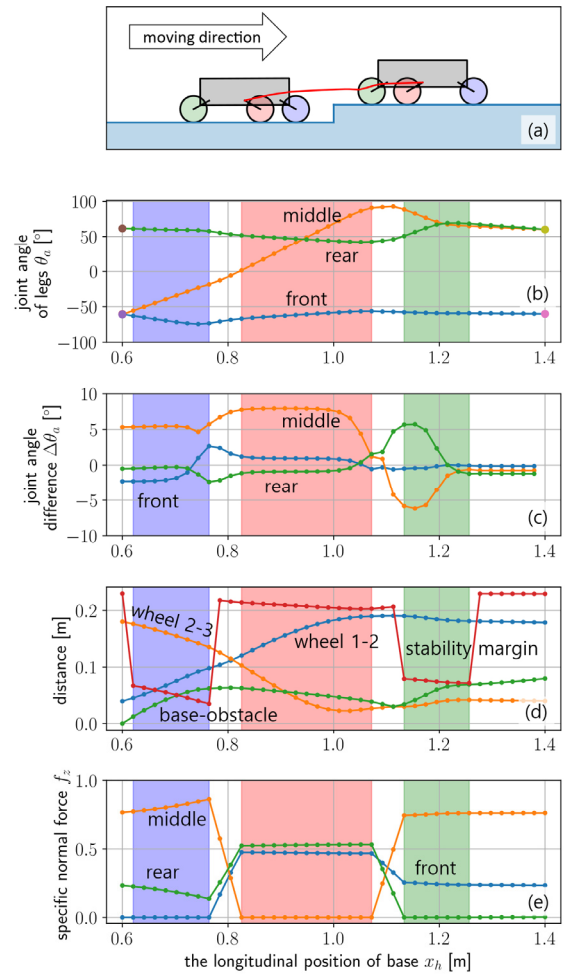 moving direction
(a)
joint angle
of legs θₐ [°]
100
50
0
−50
−100
middle
rear
front
(b)
0.6
0.8
1.0
1.2
1.4
joint angle
difference Δθₐ [°]
10
5
0
−5
−10
middle
front
rear
(c)
0.6
0.8
1.0
1.2
1.4
distance [m]
0.2
0.1
0.0
wheel 2-3
wheel 1-2
stability margin
base-obstacle
(d)
0.6
0.8
1.0
1.2
1.4
specific normal force f_z
1.0
0.5
0.0
middle
rear
front
(e)
0.6
0.8
1.0
1.2
1.4
the longitudinal position of base x_h [m]